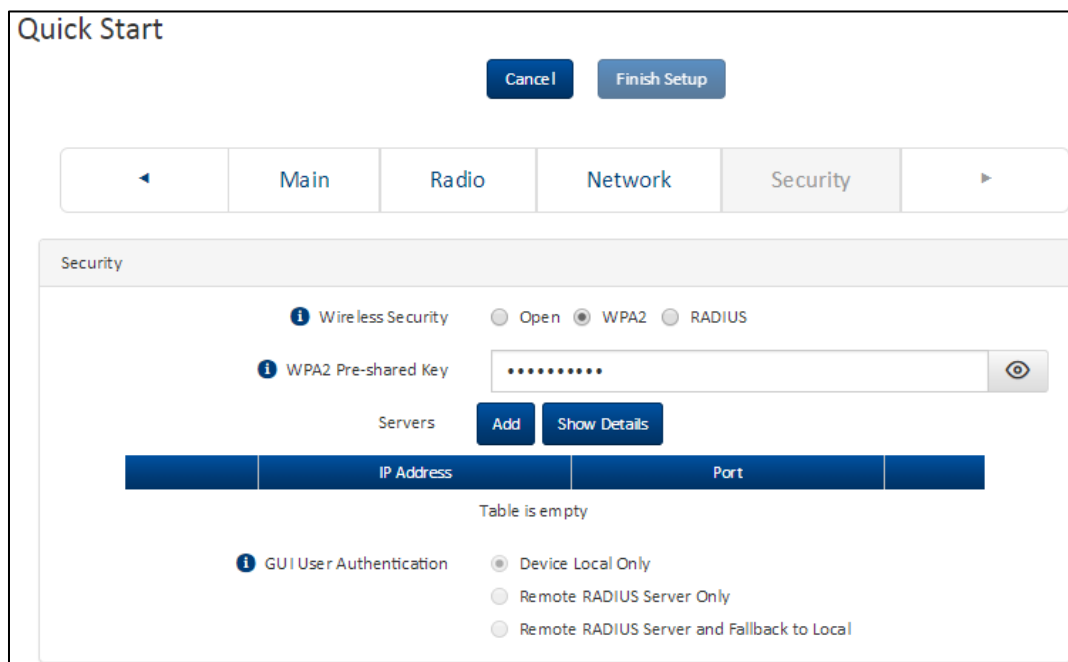 Quick Start
Cancel Finish Setup
◄ Main Radio Network Security ►
Security
Wireless Security Open WPA2 RADIUS
WPA2 Pre-shared Key ••••••••••
Servers Add Show Details
IP Address Port
Table is empty
GUI User Authentication Device Local Only
Remote RADIUS Server Only
Remote RADIUS Server and Fallback to Local